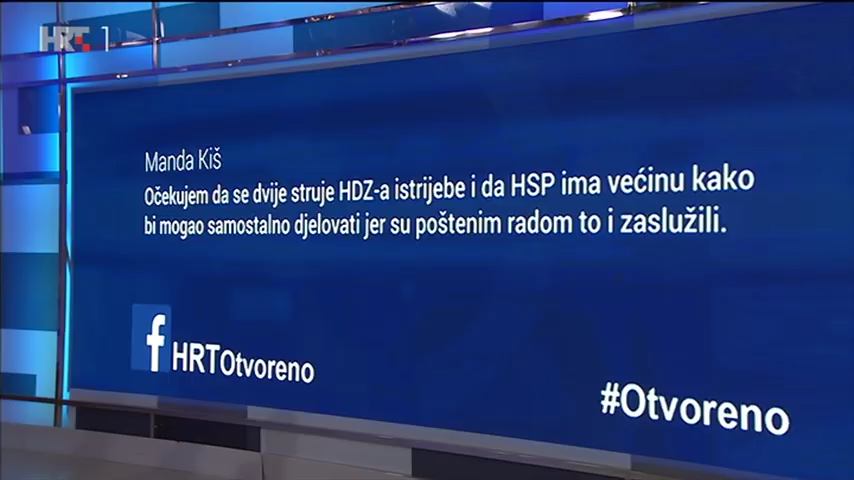 HRT 1
Manda Kiš
Očekujem da se dvije struje HDZ-a istrijebe i da HSP ima većinu kako
bi mogao samostalno djelovati jer su poštenim radom to i zaslužili.
f HRTOtvoreno
#Otvoreno